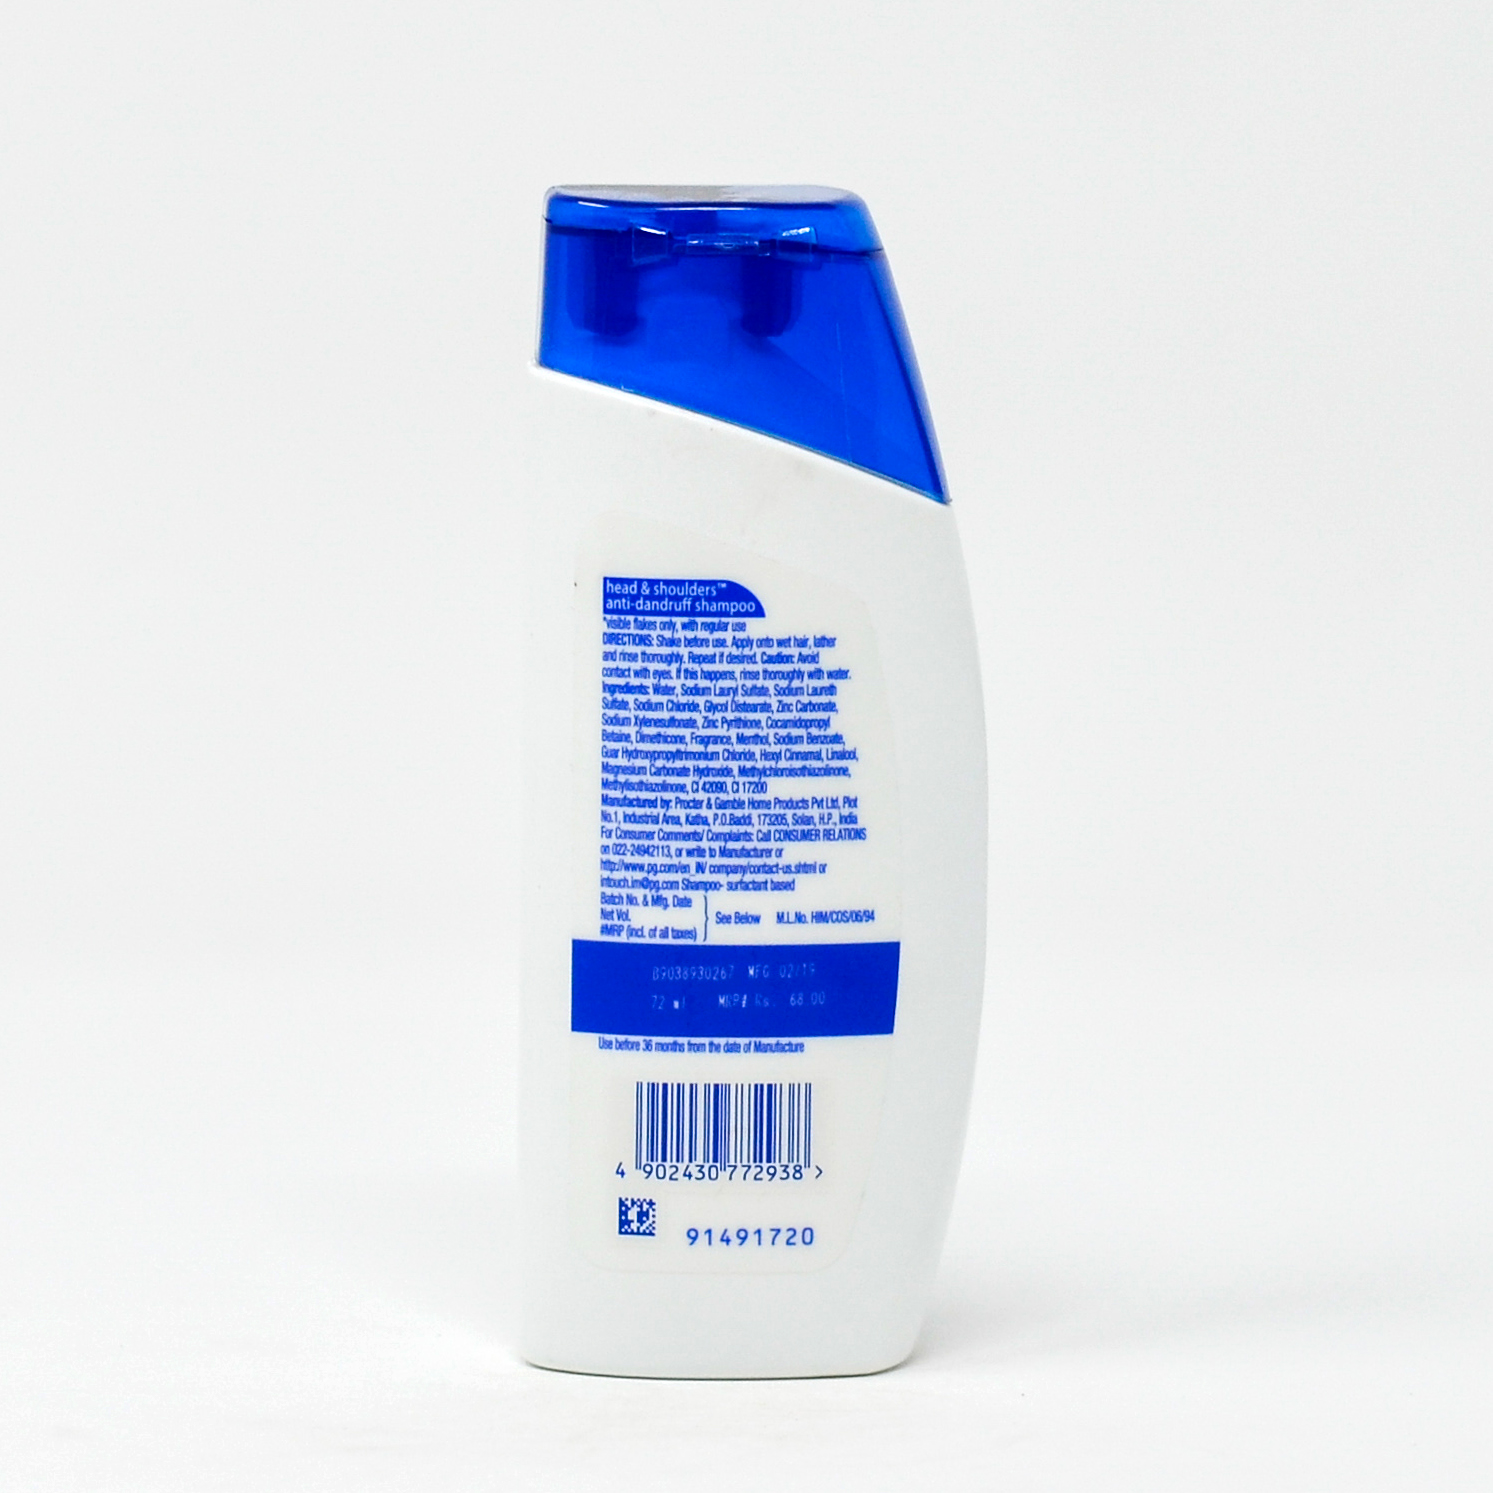 head & shoulders™
anti-dandruff shampoo
*visible flakes only, with regular use
DIRECTIONS: Shake before use. Apply onto wet hair, lather
and rinse thoroughly. Repeat if desired. Caution: Avoid
contact with eyes. If this happens, rinse thoroughly with water.
Ingredients: Water, Sodium Lauryl Sulfate, Sodium Laureth
Sulfate, Sodium Chloride, Glycol Distearate, Zinc Carbonate,
Sodium Xylenesulfonate, Zinc Pyrithione, Cocamidopropyl
Betaine, Dimethicone, Fragrance, Menthol, Sodium Benzoate,
Guar Hydroxypropyltrimonium Chloride, Hexyl Cinnamal, Linalool,
Magnesium Carbonate Hydroxide, Methylchloroisothiazolinone,
Methylisothiazolinone, CI 42090, CI 17200
Manufactured by: Procter & Gamble Home Products Pvt Ltd, Plot
No.1, Industrial Area, Katha, P.O.Baddi, 173205, Solan, H.P., India
For Consumer Comments/ Complaints: Call CONSUMER RELATIONS
on 022-24942113, or write to Manufacturer or
http://www.pg.com/en_IN/ company/contact-us.shtml or
intouch.im@pg.com Shampoo- surfactant based
Batch No. & Mfg. Date
Net Vol.
#MRP (incl. of all taxes)
See Below M.L.No. HIM/COS/06/94
B9038930267 MFG 02/19
72 ml MRP# Rs. 68.00
Use before 36 months from the date of Manufacture
4 902430 772938 >
91491720